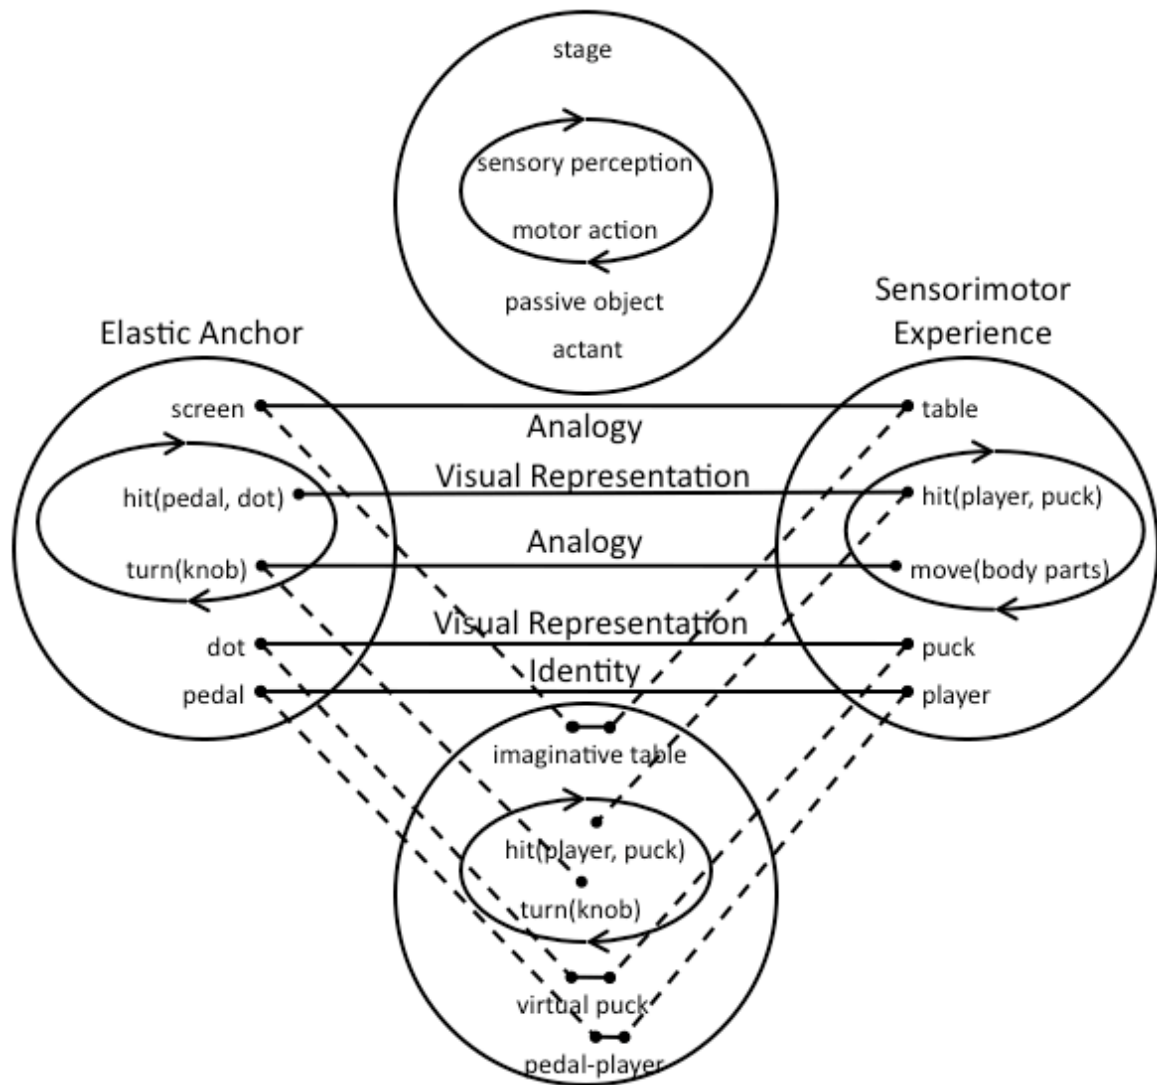 stage
sensory perception
motor action
passive object
actant
Elastic Anchor
Sensorimotor
Experience
screen
table
Analogy
Visual Representation
hit(pedal, dot)
hit(player, puck)
Analogy
turn(knob)
move(body parts)
Visual Representation
dot
puck
Identity
pedal
player
imaginative table
hit(player, puck)
turn(knob)
virtual puck
pedal-player